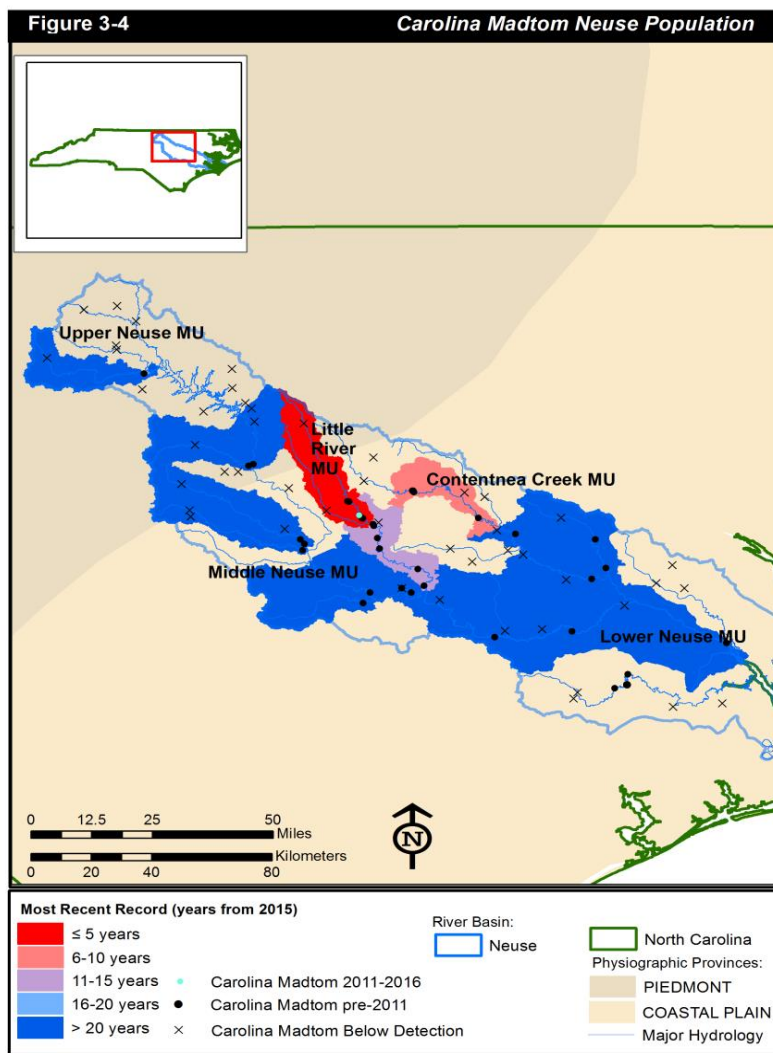 Figure 3-4
Carolina Madtom Neuse Population
Upper Neuse MU
Little
River
MU
Contentnea Creek MU
Middle Neuse MU
Lower Neuse MU
0 12.5 25 50
Miles
Kilometers
0 20 40 80
N
Most Recent Record (years from 2015)
≤ 5 years
6-10 years
11-15 years
16-20 years
> 20 years
Carolina Madtom 2011-2016
Carolina Madtom pre-2011
Carolina Madtom Below Detection
River Basin:
Neuse
North Carolina
Physiographic Provinces:
PIEDMONT
COASTAL PLAIN
Major Hydrology